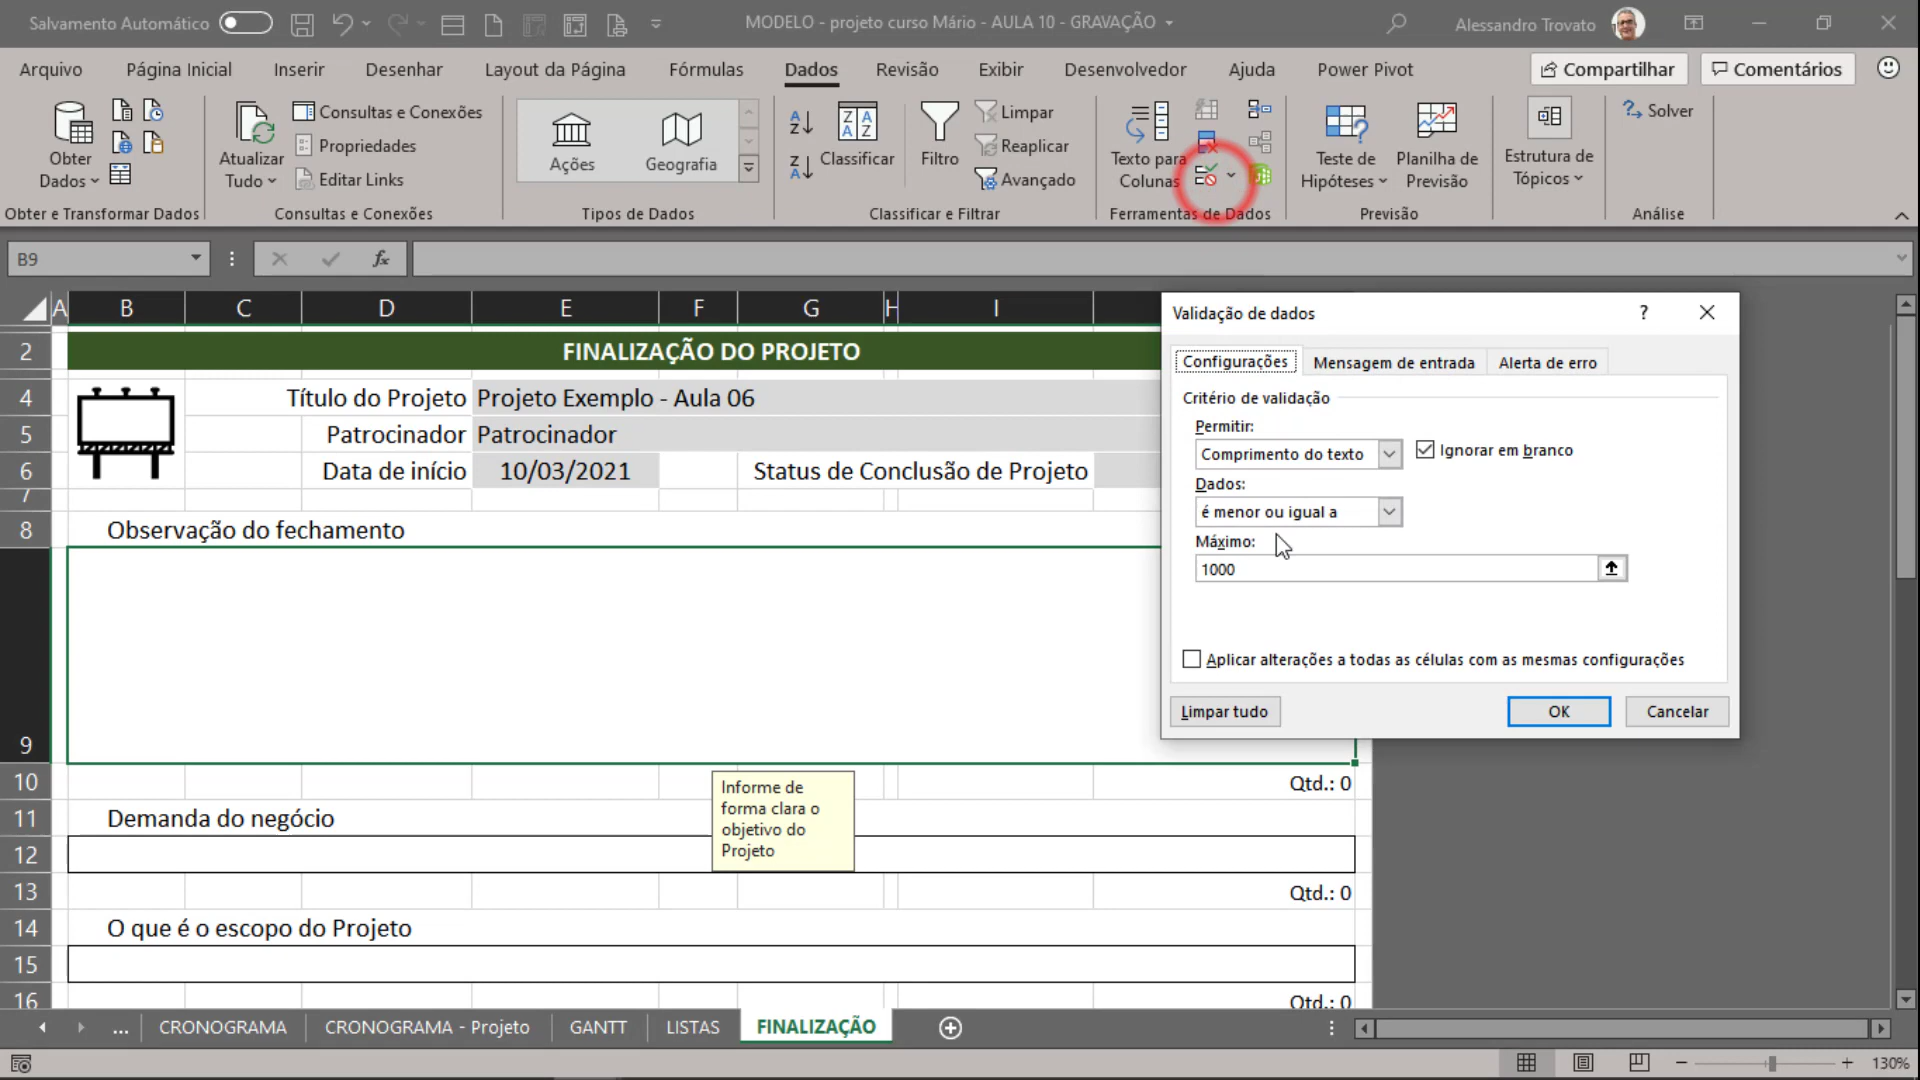 Salvamento Automático
MODELO - projeto curso Mário - AULA 10 - GRAVAÇÃO
Alessandro Trovato
Arquivo
Página Inicial
Inserir
Desenhar
Layout da Página
Fórmulas
Dados
Revisão
Exibir
Desenvolvedor
Ajuda
Power Pivot
Compartilhar
Comentários
Obter
Dados
Obter e Transformar Dados
Atualizar
Tudo
Consultas e Conexões
Propriedades
Editar Links
Consultas e Conexões
Ações
Geografia
Tipos de Dados
Classificar
Filtro
Limpar
Reaplicar
Avançado
Classificar e Filtrar
Texto para
Colunas
Ferramentas de Dados
Teste de
Hipóteses
Planilha de
Previsão
Previsão
Estrutura de
Tópicos
Solver
Análise
B9
fx
A B C D E F G H I
2 FINALIZAÇÃO DO PROJETO
4 Título do Projeto Projeto Exemplo - Aula 06
5 Patrocinador Patrocinador
6 Data de início 10/03/2021 Status de Conclusão de Projeto
7
8 Observação do fechamento
9
10 Qtd.: 0
11 Demanda do negócio
12
13 Qtd.: 0
14 O que é o escopo do Projeto
15
16 Qtd.: 0
Informe de
forma clara o
objetivo do
Projeto
Validação de dados
?
Configurações
Mensagem de entrada
Alerta de erro
Critério de validação
Permitir:
Comprimento do texto
Ignorar em branco
Dados:
é menor ou igual a
Máximo:
1000
Aplicar alterações a todas as células com as mesmas configurações
Limpar tudo
OK
Cancelar
...
CRONOGRAMA
CRONOGRAMA - Projeto
GANTT
LISTAS
FINALIZAÇÃO
130%